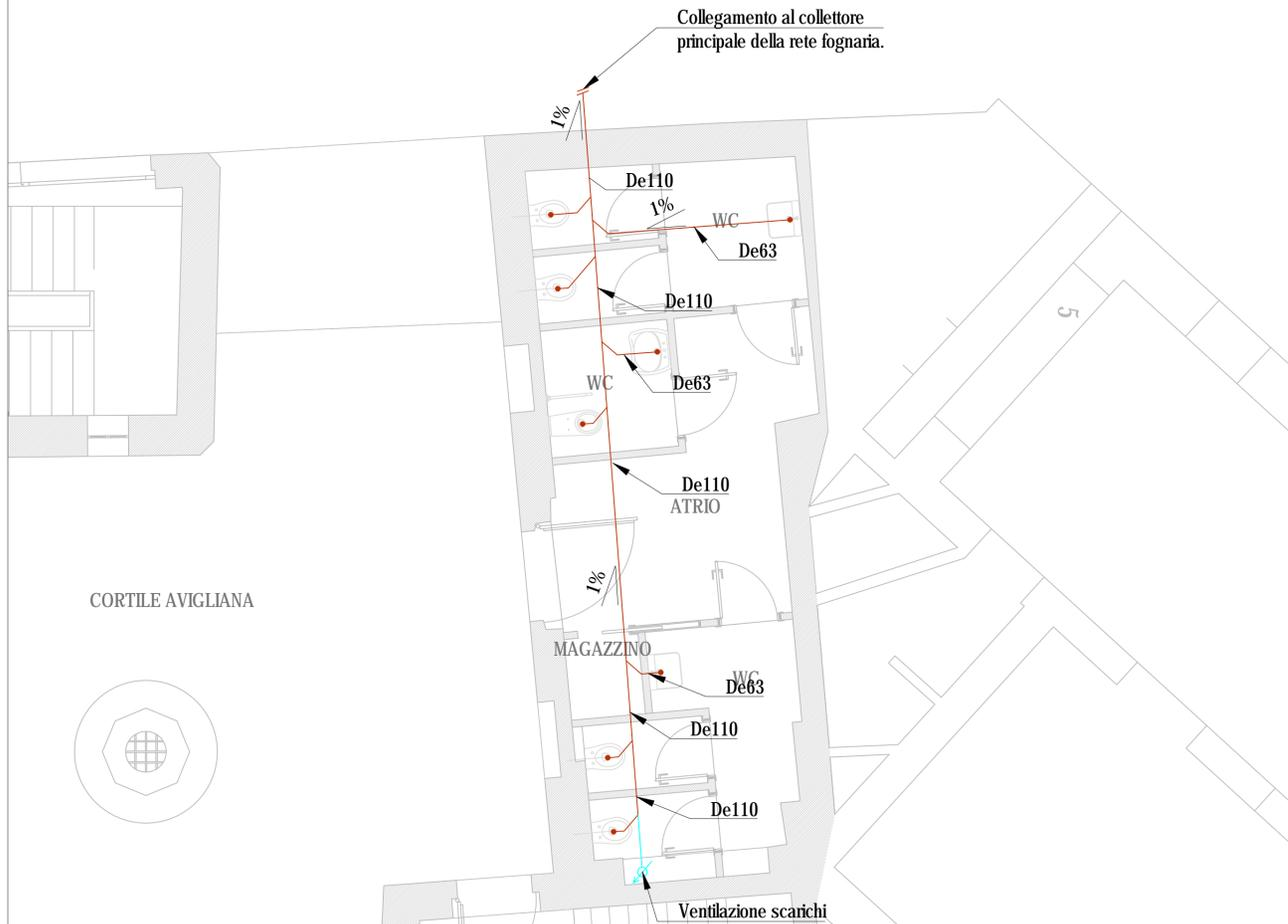 Collegamento al collettore
principale della rete fognaria.
1%
De110
1%
WC
De63
De110
5
WC
De63
De110
ATRIO
1%
CORTILE AVIGLIANA
MAGAZZINO
WC
De63
De110
De110
Ventilazione scarichi